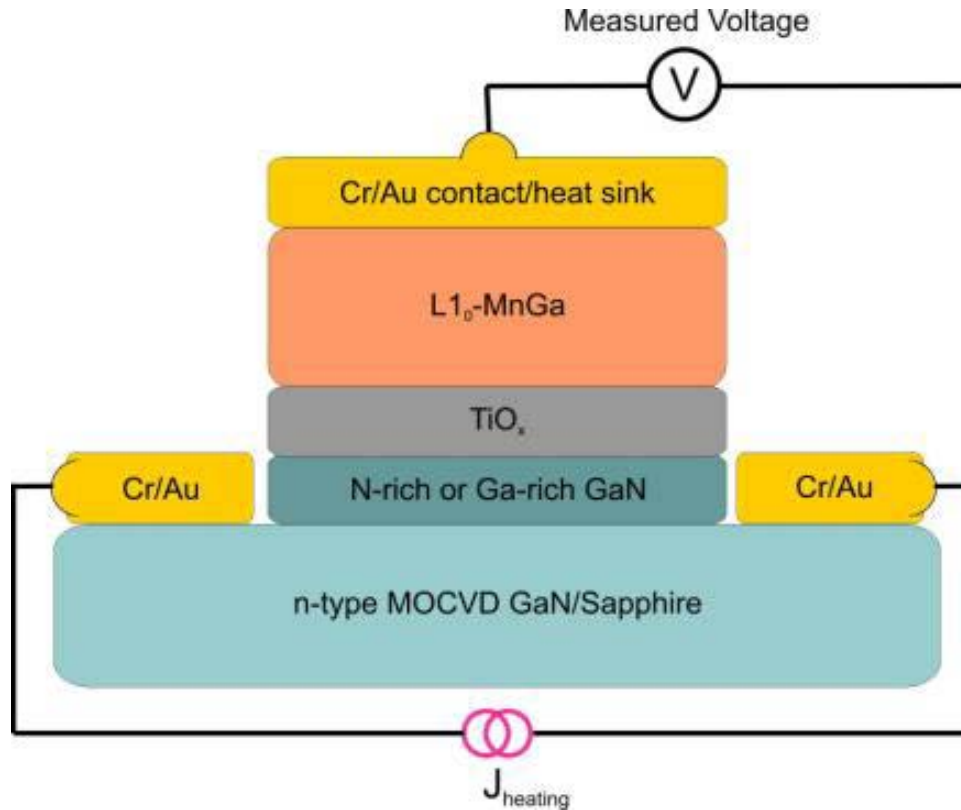 Measured Voltage
V
Cr/Au contact/heat sink
L1₀-MnGa
TiOₓ
Cr/Au
N-rich or Ga-rich GaN
Cr/Au
n-type MOCVD GaN/Sapphire
J heating